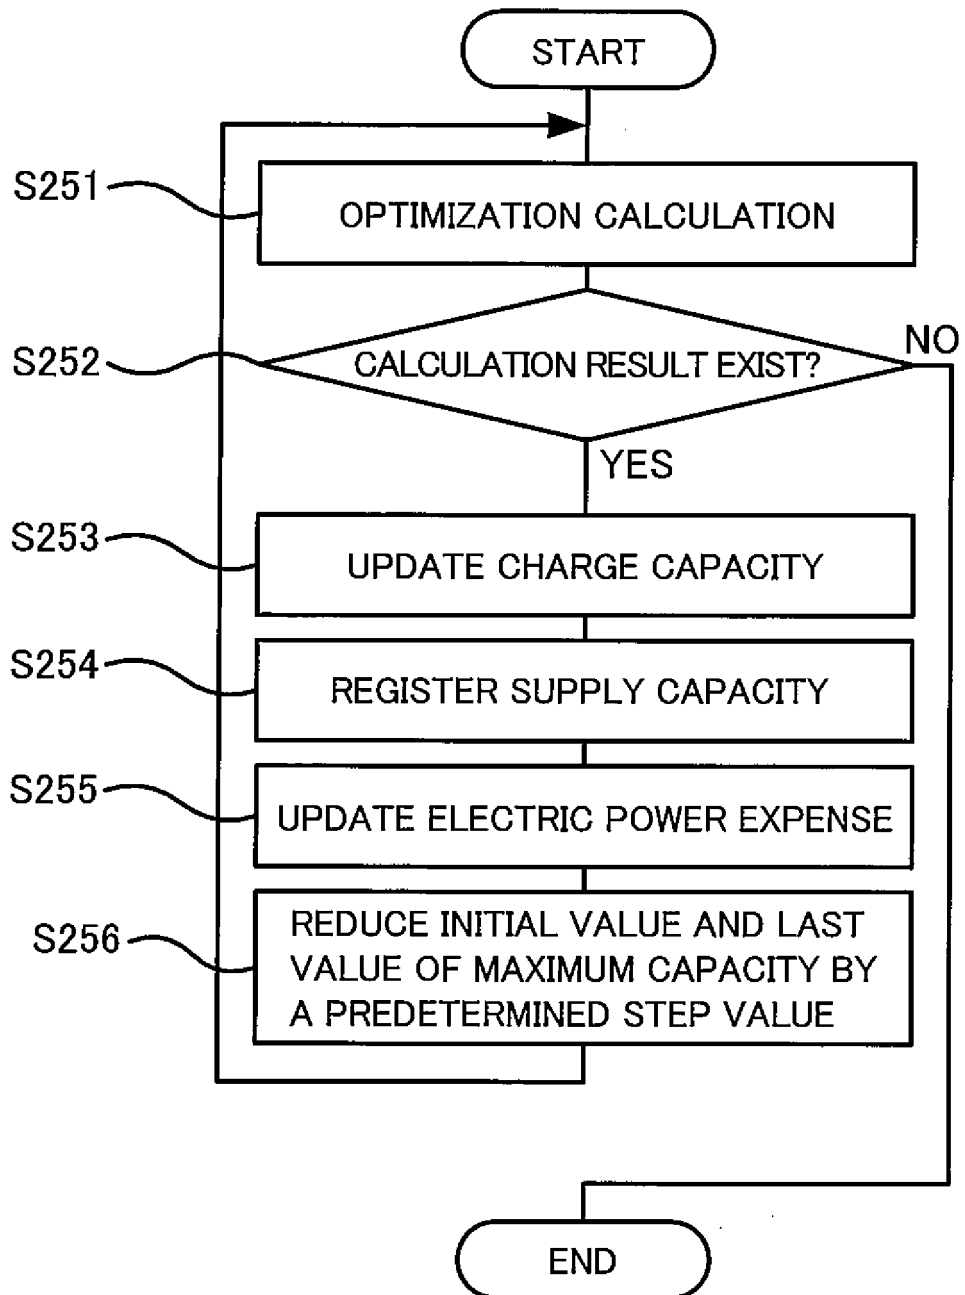 START
S251
OPTIMIZATION CALCULATION
S252
CALCULATION RESULT EXIST?
NO
YES
S253
UPDATE CHARGE CAPACITY
S254
REGISTER SUPPLY CAPACITY
S255
UPDATE ELECTRIC POWER EXPENSE
S256
REDUCE INITIAL VALUE AND LAST
VALUE OF MAXIMUM CAPACITY BY
A PREDETERMINED STEP VALUE
END